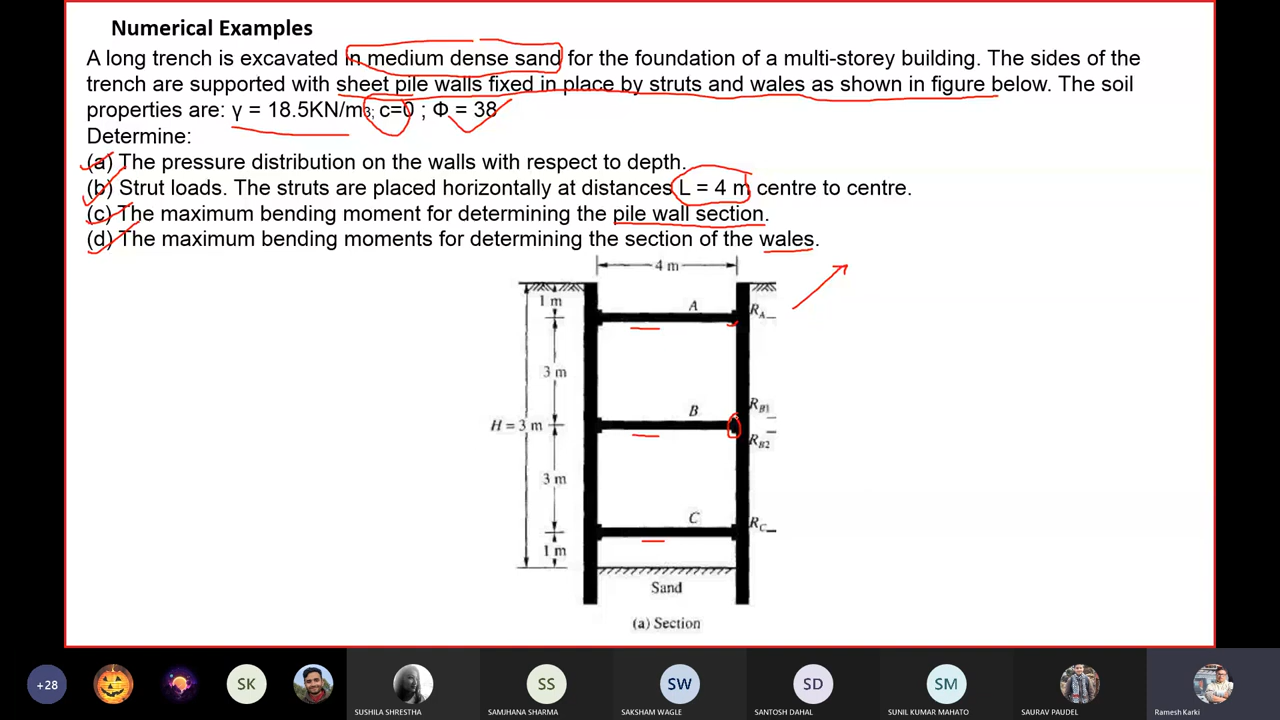 Numerical Examples
A long trench is excavated in medium dense sand for the foundation of a multi-storey building. The sides of the
trench are supported with sheet pile walls fixed in place by struts and wales as shown in figure below. The soil
properties are: γ = 18.5KN/m3; c=0 ; Φ = 38
Determine:
(a) The pressure distribution on the walls with respect to depth.
(b) Strut loads. The struts are placed horizontally at distances L = 4 m centre to centre.
(c) The maximum bending moment for determining the pile wall section.
(d) The maximum bending moments for determining the section of the wales.
4 m
1 m
A
RA
3 m
B
RB1
H = 3 m
RB2
3 m
C
RC
1 m
Sand
(a) Section
+28
SK
SS
SW
SD
SM
SUSHILA SHRESTHA
SAMJHANA SHARMA
SAKSHAM WAGLE
SANTOSH DAHAL
SUNIL KUMAR MAHATO
SAURAV PAUDEL
Ramesh Karki